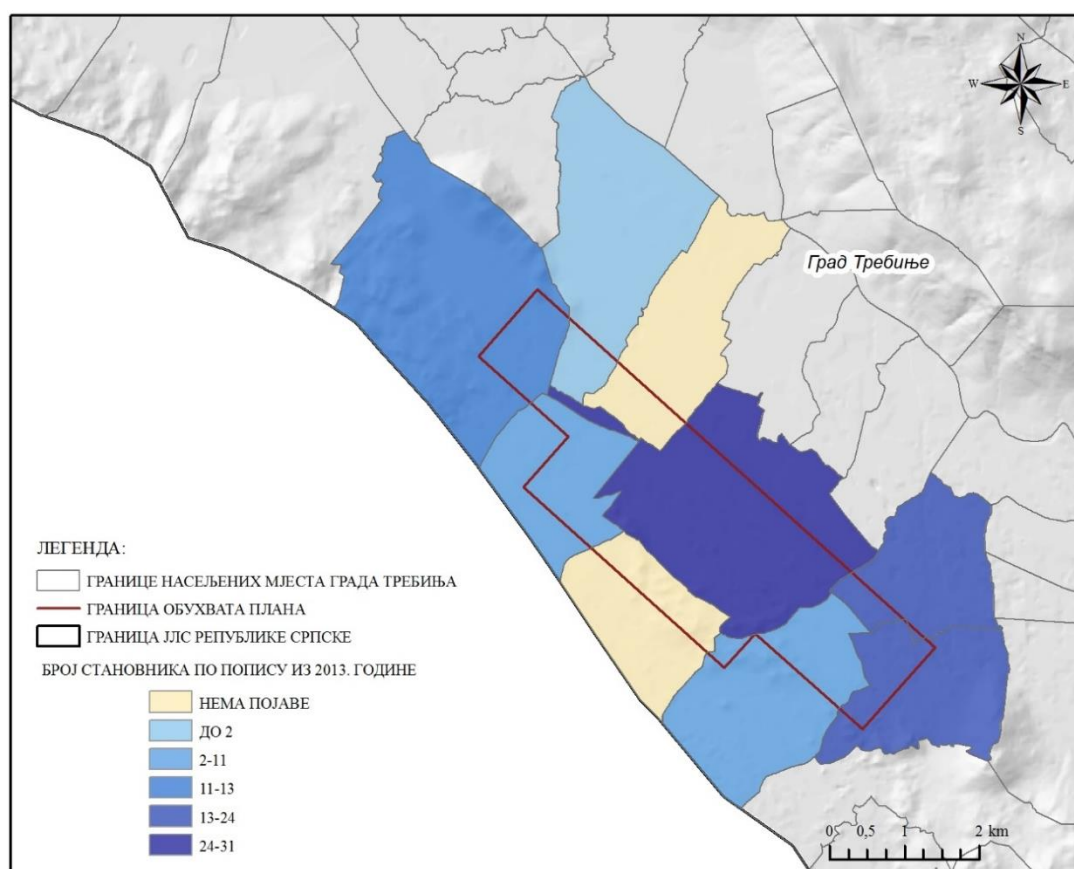 N
W E
S
Град Требиње
ЛЕГЕНДА:
ГРАНИЦЕ НАСЕЉЕНИХ МЈЕСТА ГРАДА ТРЕБИЊА
ГРАНИЦА ОБУХВАТА ПЛАНА
ГРАНИЦА ЈЛС РЕПУБЛИКЕ СРПСКЕ
БРОЈ СТАНОВНИКА ПО ПОПИСУ ИЗ 2013. ГОДИНЕ
НЕМА ПОЈАВЕ
ДО 2
2-11
11-13
13-24
24-31
0 0,5 1 2 km